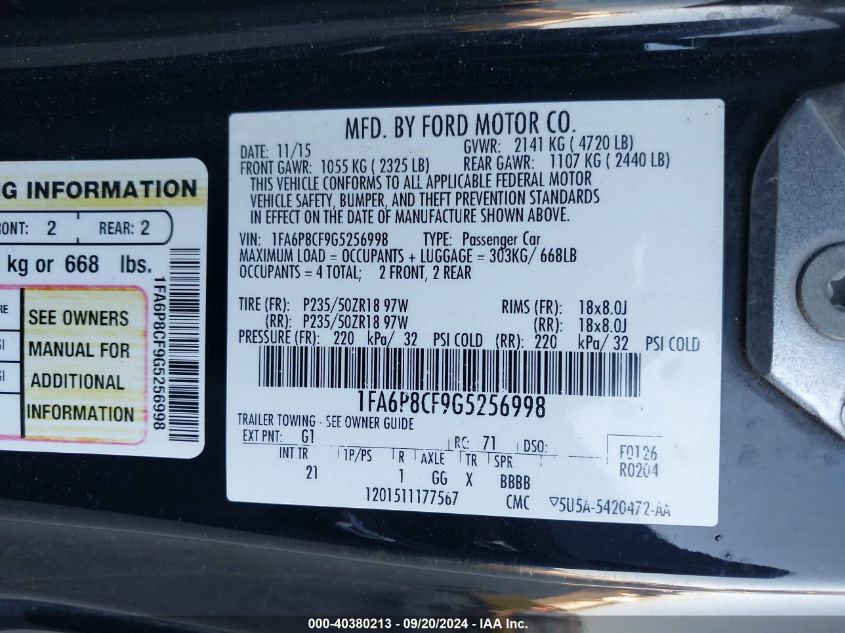 G INFORMATION
RONT: 2 REAR: 2
kg or 668 lbs.
SEE OWNERS
MANUAL FOR
ADDITIONAL
INFORMATION
1FA6P8CF9G5256998
MFD. BY FORD MOTOR CO.
DATE: 11/15 GVWR: 2141 KG ( 4720 LB)
FRONT GAWR: 1055 KG ( 2325 LB) REAR GAWR: 1107 KG ( 2440 LB)
THIS VEHICLE CONFORMS TO ALL APPLICABLE FEDERAL MOTOR
VEHICLE SAFETY, BUMPER, AND THEFT PREVENTION STANDARDS
IN EFFECT ON THE DATE OF MANUFACTURE SHOWN ABOVE.
VIN: 1FA6P8CF9G5256998 TYPE: Passenger Car
MAXIMUM LOAD = OCCUPANTS + LUGGAGE = 303KG/ 668LB
OCCUPANTS = 4 TOTAL; 2 FRONT, 2 REAR
TIRE (FR): P235/50ZR18 97W RIMS (FR): 18x8.0J
(RR): P235/50ZR18 97W (RR): 18x8.0J
PRESSURE (FR): 220 kPa/ 32 PSI COLD (RR): 220 kPa/ 32 PSI COLD
1FA6P8CF9G5256998
TRAILER TOWING - SEE OWNER GUIDE
EXT PNT: G1 RC: 71 DSO: F0126
R0204
INT TR TP/PS R AXLE TR SPR
21 1 GG X BBBB
1201511177567 CMC 5U5A-5420472-AA
000-40380213 - 09/20/2024 - IAA Inc.